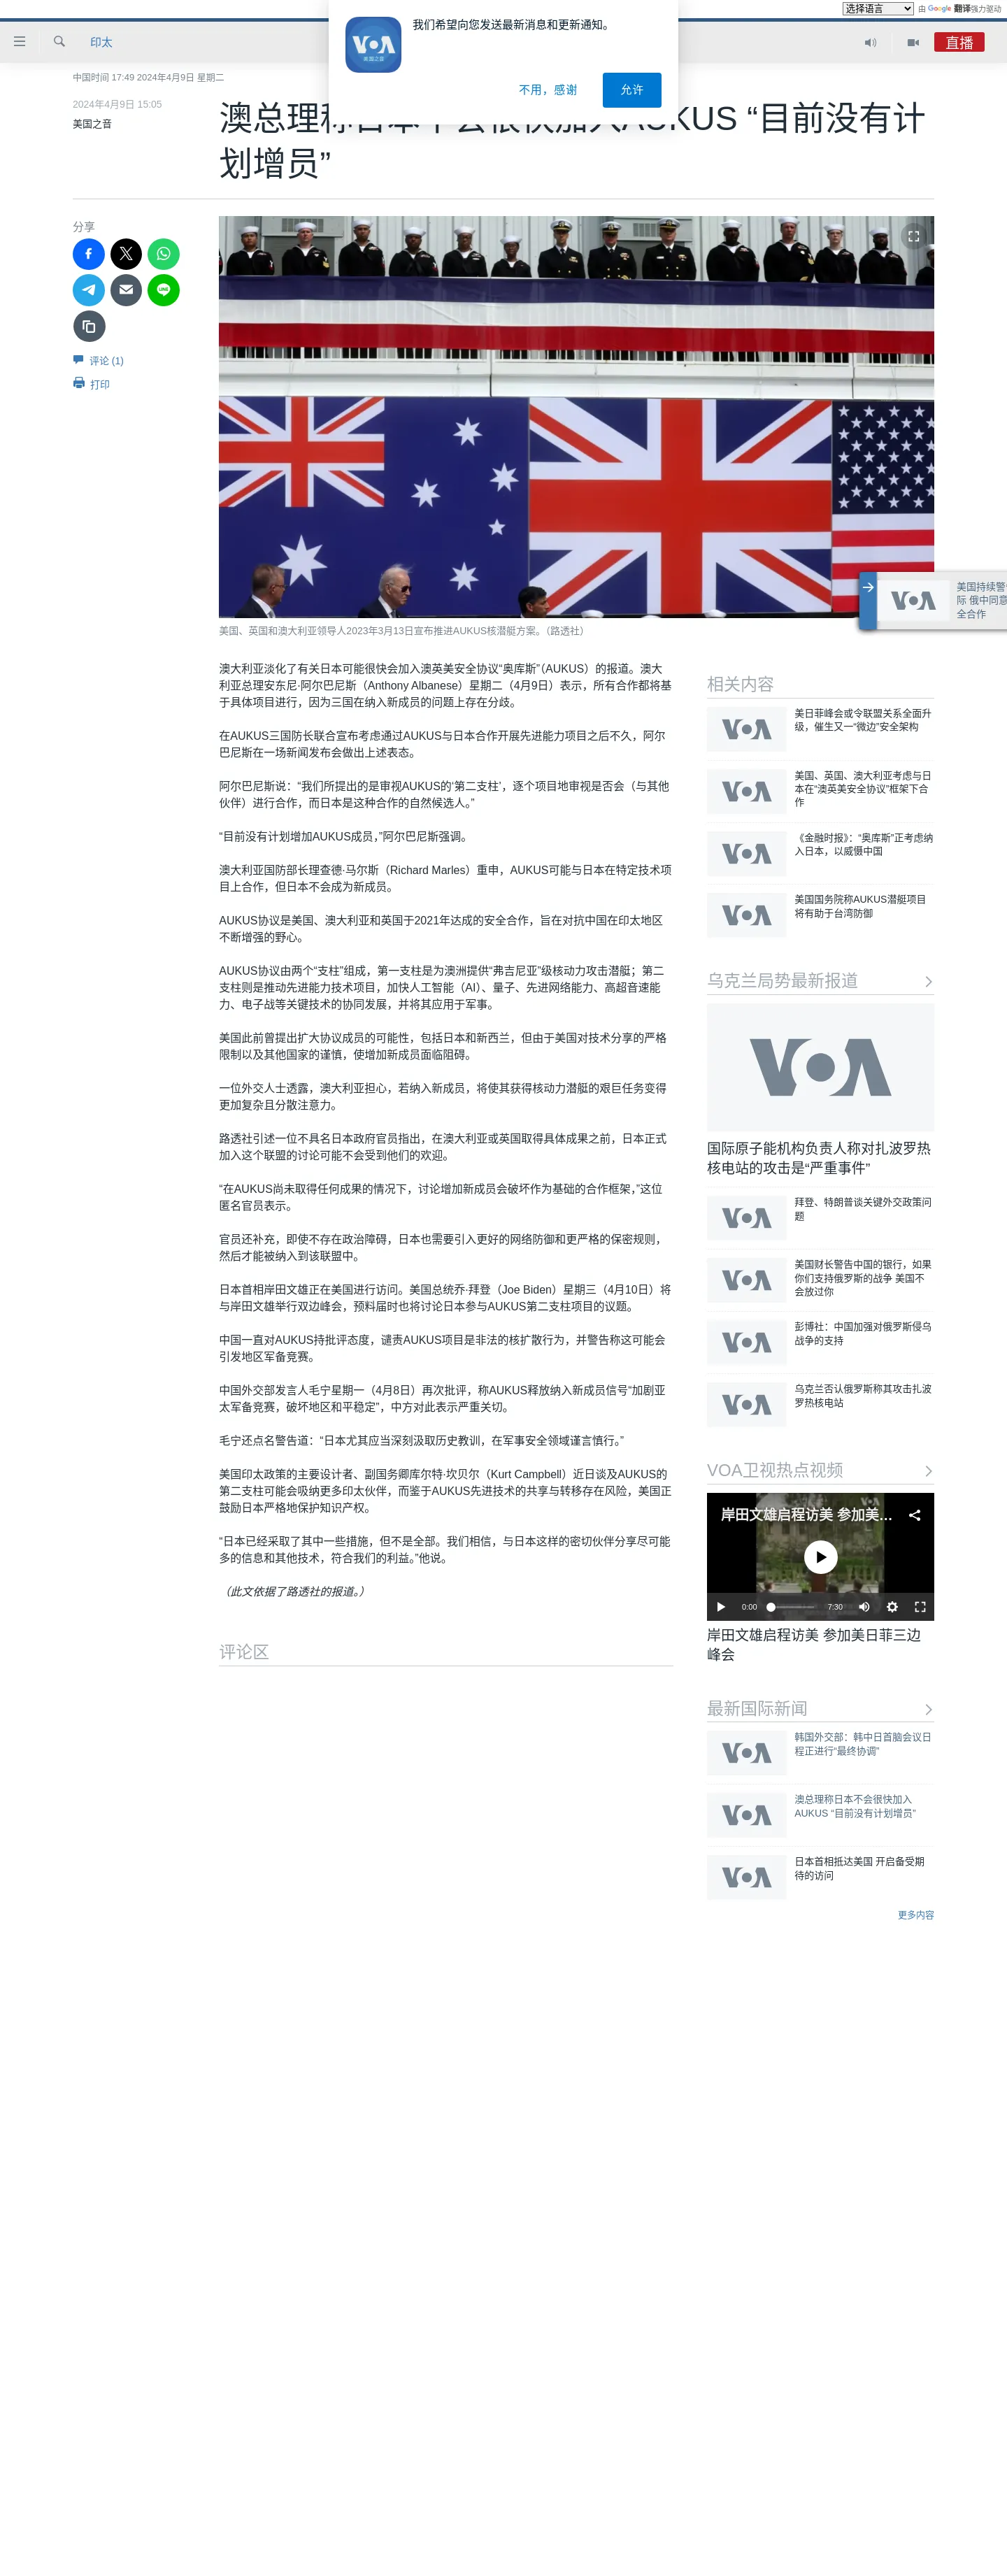 选择语言 由 Google 翻译强力驱动
我们希望向您发送最新消息和更新通知。
VOA
美国之音
不用，感谢
允许
印太
直播
中国时间 17:49 2024年4月9日 星期二
2024年4月9日 15:05
美国之音
澳总理称日本不会很快加入AUKUS “目前没有计
划增员”
分享
评论 (1)
打印
美国、英国和澳大利亚领导人2023年3月13日宣布推进AUKUS核潜艇方案。（路透社）
VOA
美国持续警
际 俄中同意
全合作
澳大利亚淡化了有关日本可能很快会加入澳英美安全协议“奥库斯”（AUKUS）的报道。澳大
利亚总理安东尼·阿尔巴尼斯（Anthony Albanese）星期二（4月9日）表示，所有合作都将基
于具体项目进行，因为三国在纳入新成员的问题上存在分歧。
在AUKUS三国防长联合宣布考虑通过AUKUS与日本合作开展先进能力项目之后不久，阿尔
巴尼斯在一场新闻发布会做出上述表态。
阿尔巴尼斯说：“我们所提出的是审视AUKUS的‘第二支柱’，逐个项目地审视是否会（与其他
伙伴）进行合作，而日本是这种合作的自然候选人。”
“目前没有计划增加AUKUS成员，”阿尔巴尼斯强调。
澳大利亚国防部长理查德·马尔斯（Richard Marles）重申，AUKUS可能与日本在特定技术项
目上合作，但日本不会成为新成员。
AUKUS协议是美国、澳大利亚和英国于2021年达成的安全合作，旨在对抗中国在印太地区
不断增强的野心。
AUKUS协议由两个“支柱”组成，第一支柱是为澳洲提供“弗吉尼亚”级核动力攻击潜艇；第二
支柱则是推动先进能力技术项目，加快人工智能（AI）、量子、先进网络能力、高超音速能
力、电子战等关键技术的协同发展，并将其应用于军事。
美国此前曾提出扩大协议成员的可能性，包括日本和新西兰，但由于美国对技术分享的严格
限制以及其他国家的谨慎，使增加新成员面临阻碍。
一位外交人士透露，澳大利亚担心，若纳入新成员，将使其获得核动力潜艇的艰巨任务变得
更加复杂且分散注意力。
路透社引述一位不具名日本政府官员指出，在澳大利亚或英国取得具体成果之前，日本正式
加入这个联盟的讨论可能不会受到他们的欢迎。
“在AUKUS尚未取得任何成果的情况下，讨论增加新成员会破坏作为基础的合作框架，”这位
匿名官员表示。
官员还补充，即使不存在政治障碍，日本也需要引入更好的网络防御和更严格的保密规则，
然后才能被纳入到该联盟中。
日本首相岸田文雄正在美国进行访问。美国总统乔·拜登（Joe Biden）星期三（4月10日）将
与岸田文雄举行双边峰会，预料届时也将讨论日本参与AUKUS第二支柱项目的议题。
中国一直对AUKUS持批评态度，谴责AUKUS项目是非法的核扩散行为，并警告称这可能会
引发地区军备竞赛。
中国外交部发言人毛宁星期一（4月8日）再次批评，称AUKUS释放纳入新成员信号“加剧亚
太军备竞赛，破坏地区和平稳定”，中方对此表示严重关切。
毛宁还点名警告道：“日本尤其应当深刻汲取历史教训，在军事安全领域谨言慎行。”
美国印太政策的主要设计者、副国务卿库尔特·坎贝尔（Kurt Campbell）近日谈及AUKUS的
第二支柱可能会吸纳更多印太伙伴，而鉴于AUKUS先进技术的共享与转移存在风险，美国正
鼓励日本严格地保护知识产权。
“日本已经采取了其中一些措施，但不是全部。我们相信，与日本这样的密切伙伴分享尽可能
多的信息和其他技术，符合我们的利益。”他说。
（此文依据了路透社的报道。）
评论区
相关内容
VOA
美日菲峰会或令联盟关系全面升
级，催生又一“微边”安全架构
VOA
美国、英国、澳大利亚考虑与日
本在“澳英美安全协议”框架下合
作
VOA
《金融时报》：“奥库斯”正考虑纳
入日本，以威慑中国
VOA
美国国务院称AUKUS潜艇项目
将有助于台湾防御
乌克兰局势最新报道
VOA
国际原子能机构负责人称对扎波罗热
核电站的攻击是“严重事件”
VOA
拜登、特朗普谈关键外交政策问
题
VOA
美国财长警告中国的银行，如果
你们支持俄罗斯的战争 美国不
会放过你
VOA
彭博社：中国加强对俄罗斯侵乌
战争的支持
VOA
乌克兰否认俄罗斯称其攻击扎波
罗热核电站
VOA卫视热点视频
VOA
岸田文雄启程访美 参加美…
0:00
7:30
岸田文雄启程访美 参加美日菲三边
峰会
最新国际新闻
VOA
韩国外交部：韩中日首脑会议日
程正进行“最终协调”
VOA
澳总理称日本不会很快加入
AUKUS “目前没有计划增员”
VOA
日本首相抵达美国 开启备受期
待的访问
更多内容